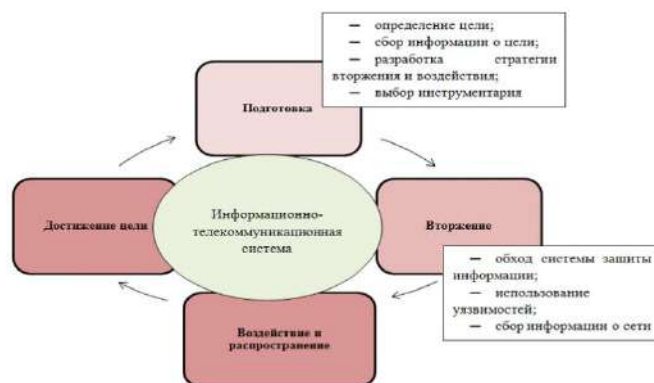 — определение цели;
— сбор информации о цели;
— разработка стратегии
вторжения и воздействия;
— выбор инструментария
Подготовка
Достижение цели
Информационно-
телекоммуникационная
система
Вторжение
— обход системы защиты
информации;
— использование
уязвимостей;
— сбор информации о сети
Воздействие и
распространение